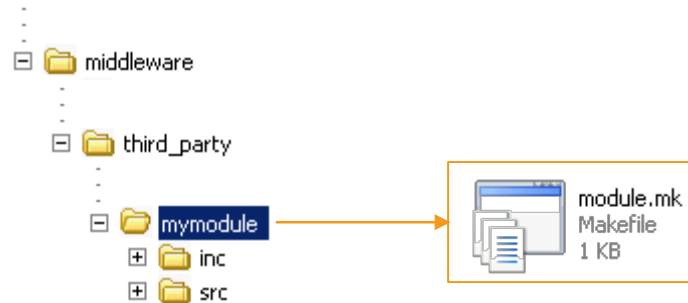 middleware
third_party
mymodule
inc
src
module.mk
Makefile
1 KB